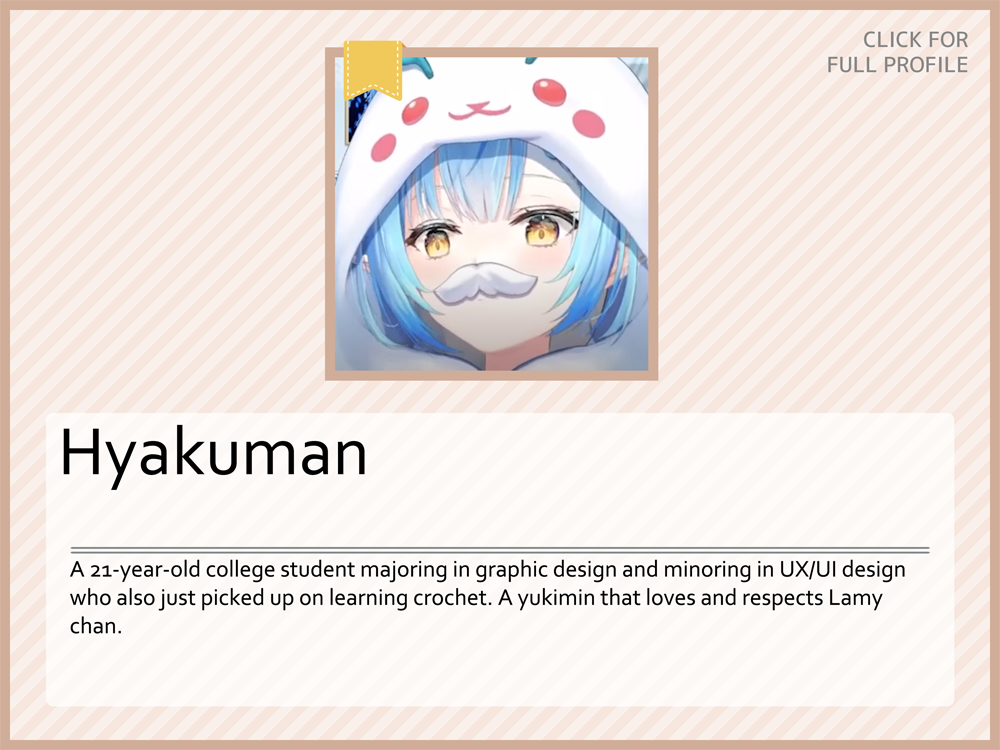 CLICK FOR
FULL PROFILE
Hyakuman
A 21-year-old college student majoring in graphic design and minoring in UX/UI design
who also just picked up on learning crochet. A yukimin that loves and respects Lamy
chan.